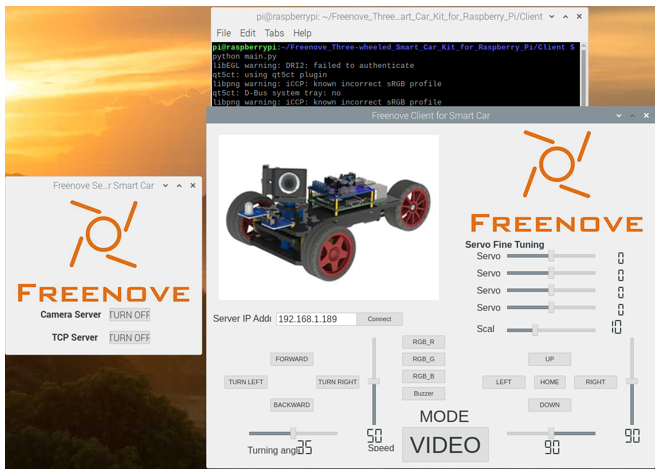 pi@raspberrypi: ~/Freenove_Three...art_Car_Kit_for_Raspberry_Pi/Client
File Edit Tabs Help
pi@raspberrypi:~/Freenove_Three-wheeled_Smart_Car_Kit_for_Raspberry_Pi/Client $
python main.py
libEGL warning: DRI2: failed to authenticate
qt5ct: using qt5ct plugin
libpng warning: iCCP: known incorrect sRGB profile
qt5ct: D-Bus system tray: no
libpng warning: iCCP: known incorrect sRGB profile
Freenove Client for Smart Car
Freenove Se...r Smart Car
FREENOVE
Camera Server TURN OFF
TCP Server TURN OFF
FREENOVE
Servo Fine Tuning
Servo 0
Servo 0
Servo 0
Servo 0
Scal 10
Server IP Addı 192.168.1.189 Connect
RGB_R
RGB_G
RGB_B
Buzzer
FORWARD
TURN LEFT TURN RIGHT
BACKWARD
UP
LEFT HOME RIGHT
DOWN
MODE
VIDEO
Turning angl 35
50
Speed
90
90